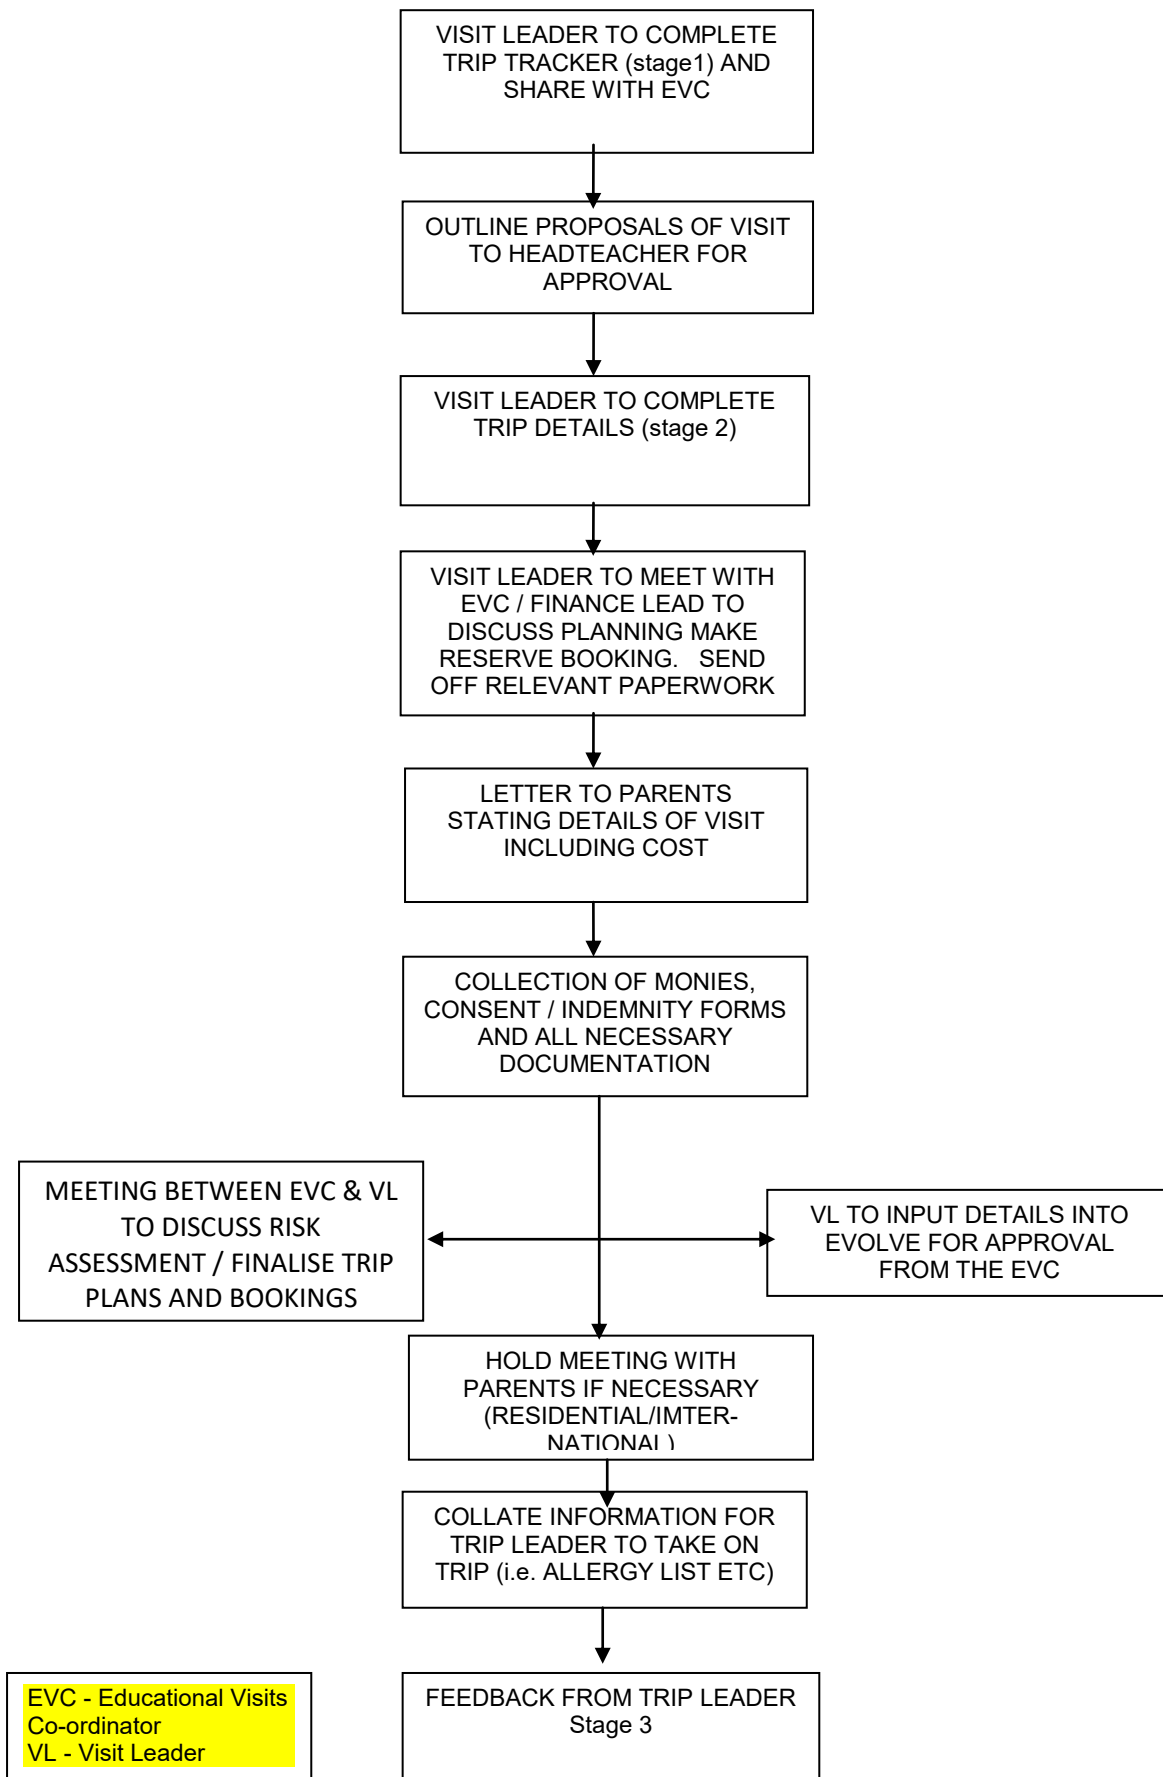 VISIT LEADER TO COMPLETE
TRIP TRACKER (stage1) AND
SHARE WITH EVC
OUTLINE PROPOSALS OF VISIT
TO HEADTEACHER FOR
APPROVAL
VISIT LEADER TO COMPLETE
TRIP DETAILS (stage 2)
VISIT LEADER TO MEET WITH
EVC / FINANCE LEAD TO
DISCUSS PLANNING MAKE
RESERVE BOOKING.   SEND
OFF RELEVANT PAPERWORK
LETTER TO PARENTS
STATING DETAILS OF VISIT
INCLUDING COST
COLLECTION OF MONIES,
CONSENT / INDEMNITY FORMS
AND ALL NECESSARY
DOCUMENTATION
MEETING BETWEEN EVC & VL
TO DISCUSS RISK
ASSESSMENT / FINALISE TRIP
PLANS AND BOOKINGS
VL TO INPUT DETAILS INTO
EVOLVE FOR APPROVAL
FROM THE EVC
HOLD MEETING WITH
PARENTS IF NECESSARY
(RESIDENTIAL/IMTER-
NATIONAL)
COLLATE INFORMATION FOR
TRIP LEADER TO TAKE ON
TRIP (i.e. ALLERGY LIST ETC)
EVC - Educational Visits
Co-ordinator
VL - Visit Leader
FEEDBACK FROM TRIP LEADER
Stage 3